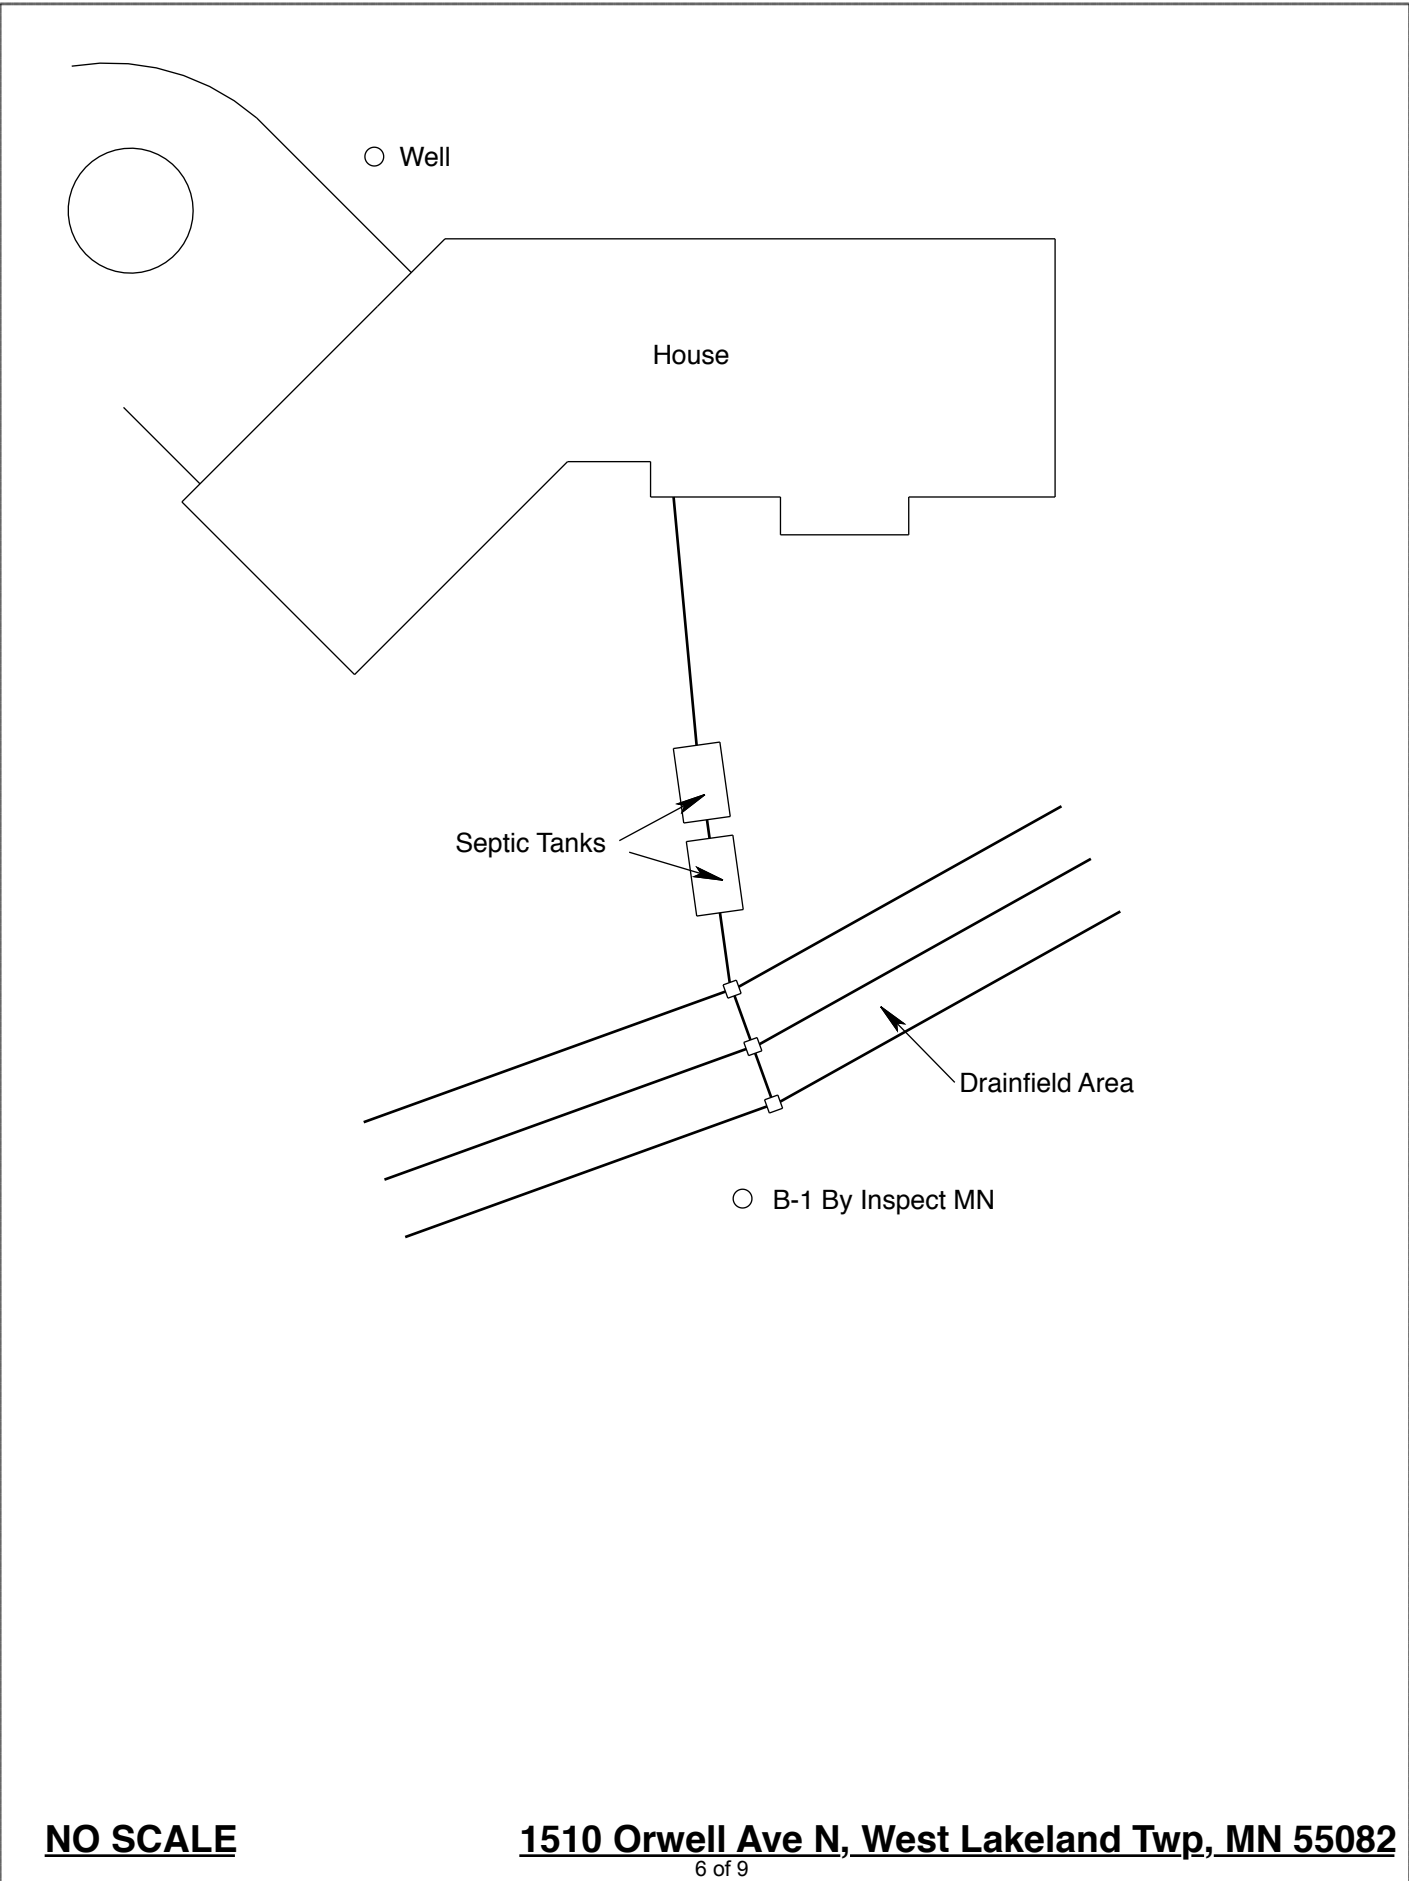 Well
House
Septic Tanks
Drainfield Area
B-1 By Inspect MN
NO SCALE
1510 Orwell Ave N, West Lakeland Twp, MN 55082
6 of 9